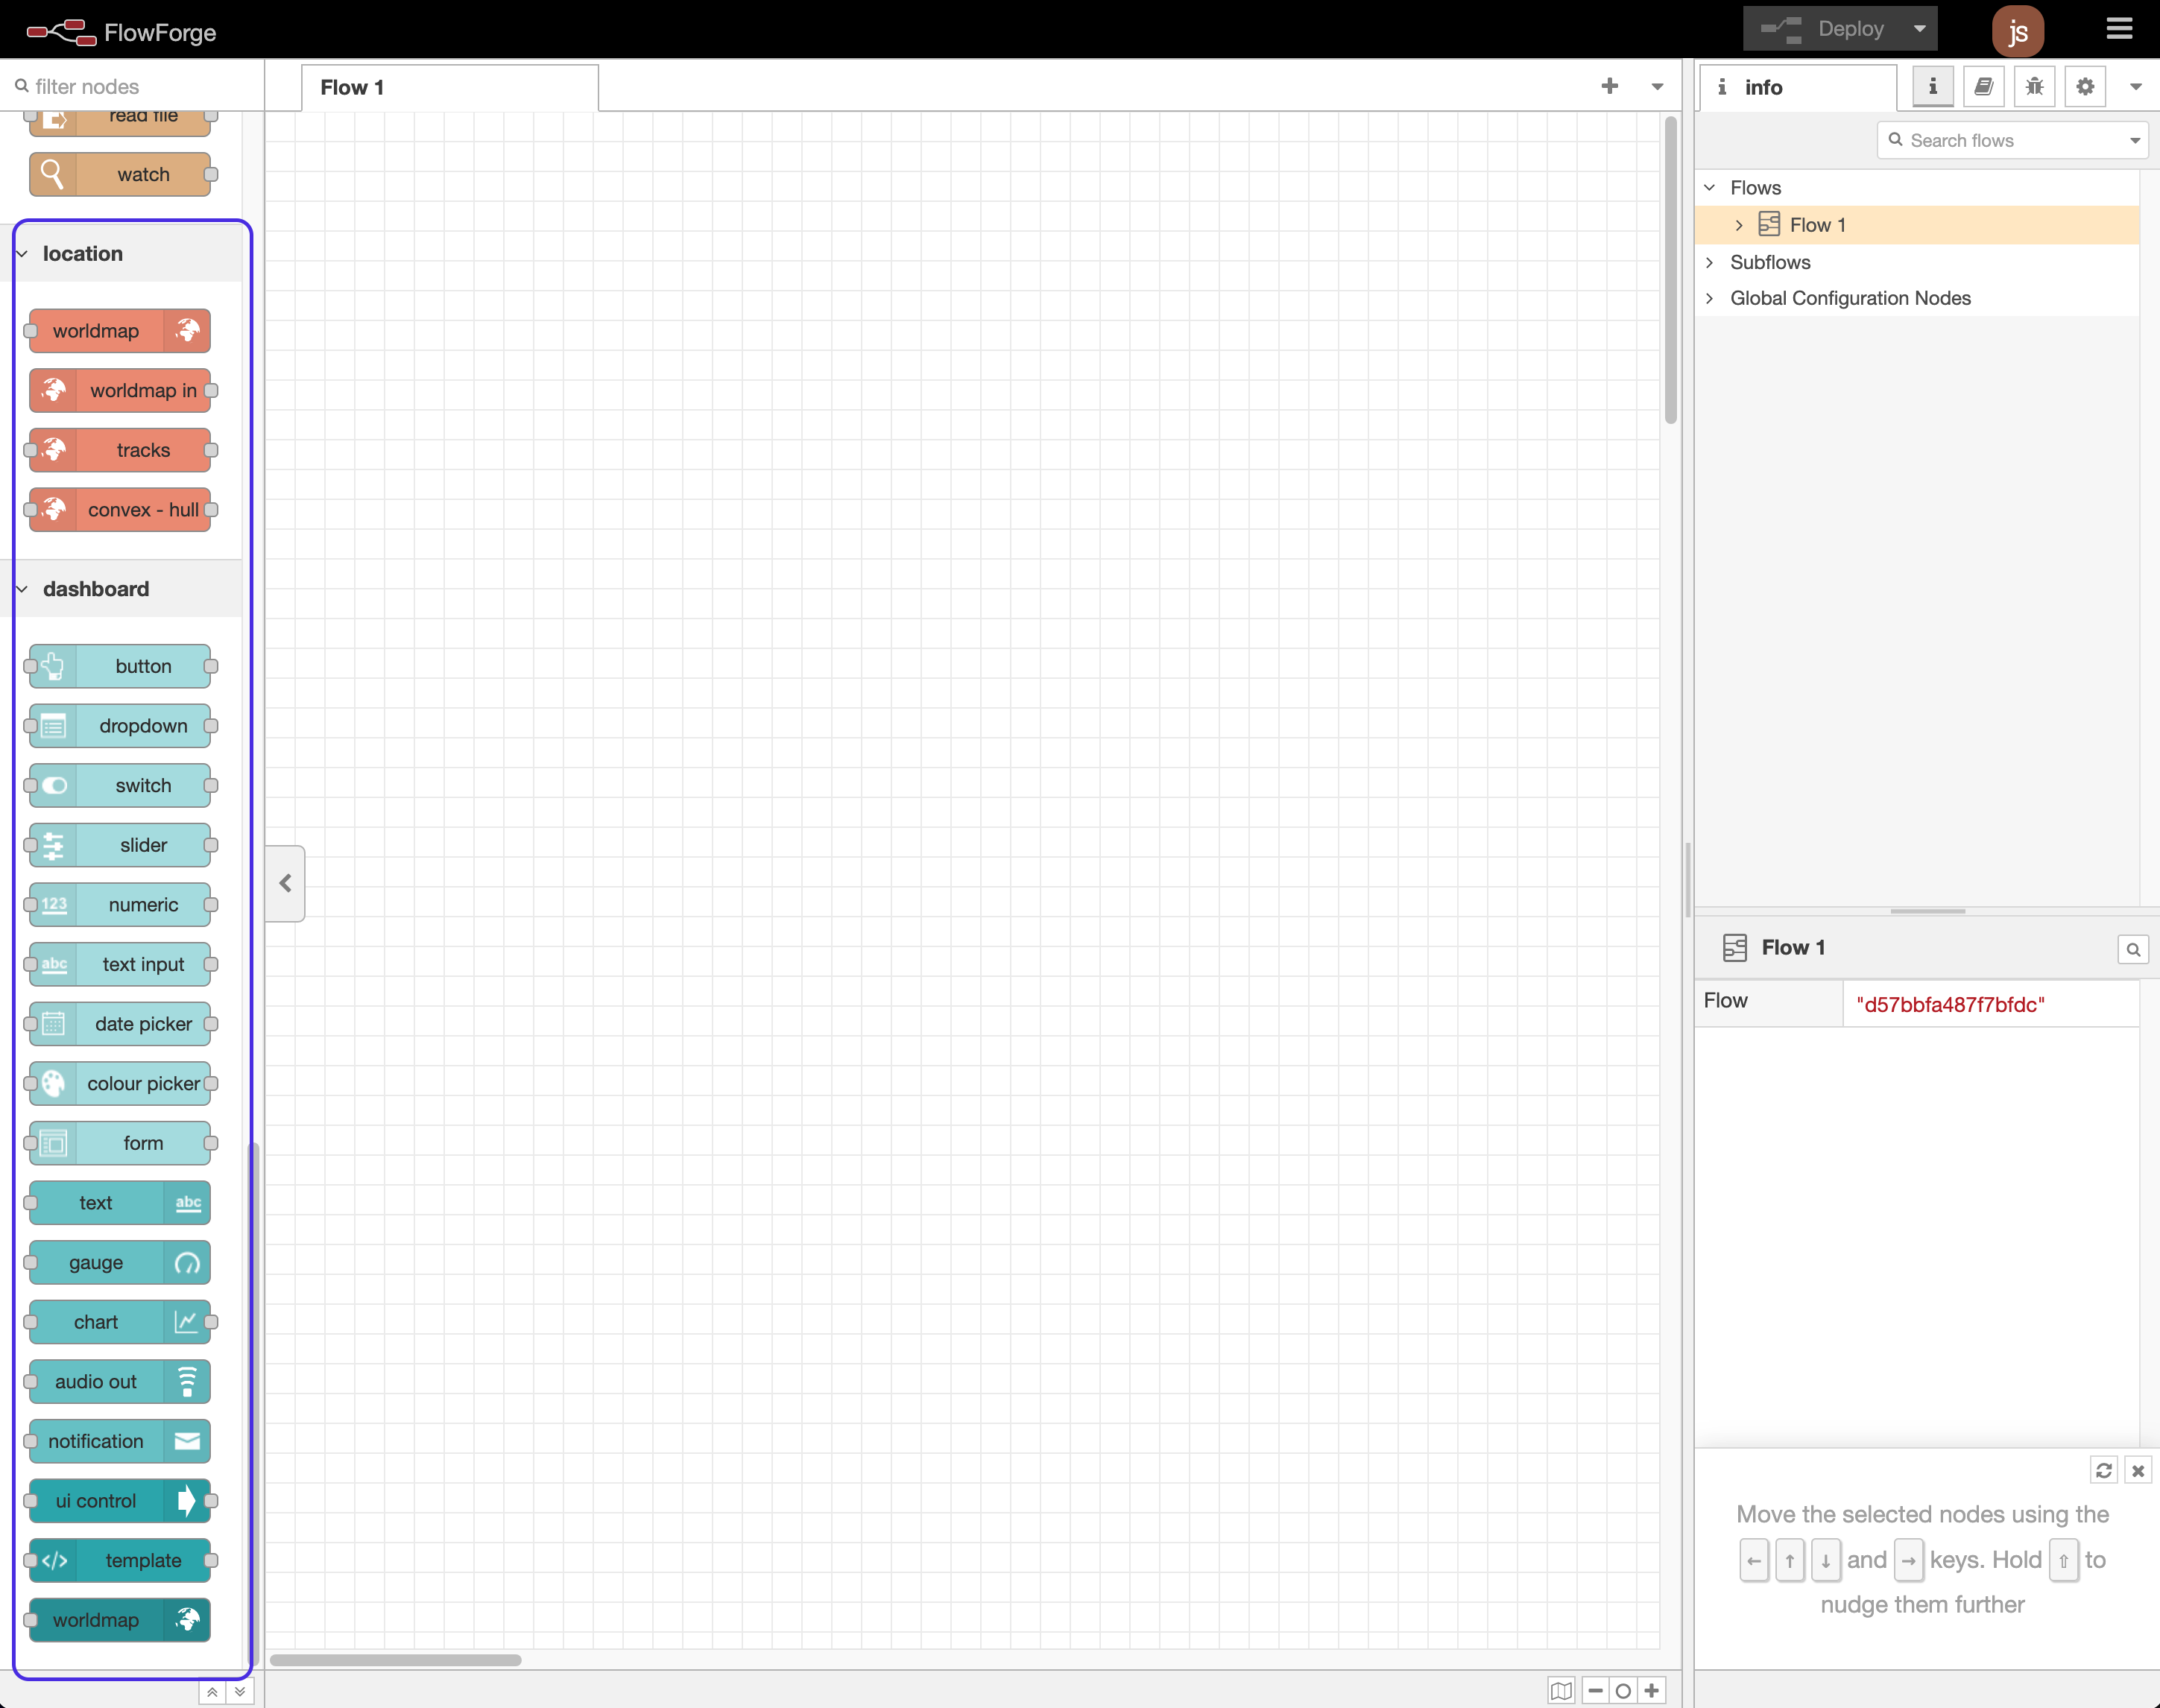 FlowForge
Deploy
js
filter nodes
Flow 1
info
read file
watch
location
worldmap
worldmap in
tracks
convex - hull
dashboard
button
dropdown
switch
slider
123 numeric
abc text input
date picker
colour picker
form
text abc
gauge
chart
audio out
notification
ui control
</> template
worldmap
Search flows
Flows
Flow 1
Subflows
Global Configuration Nodes
Flow 1
Flow "d57bbfa487f7bfdc"
Move the selected nodes using the
← ↑ ↓ and → keys. Hold ⇧ to
nudge them further